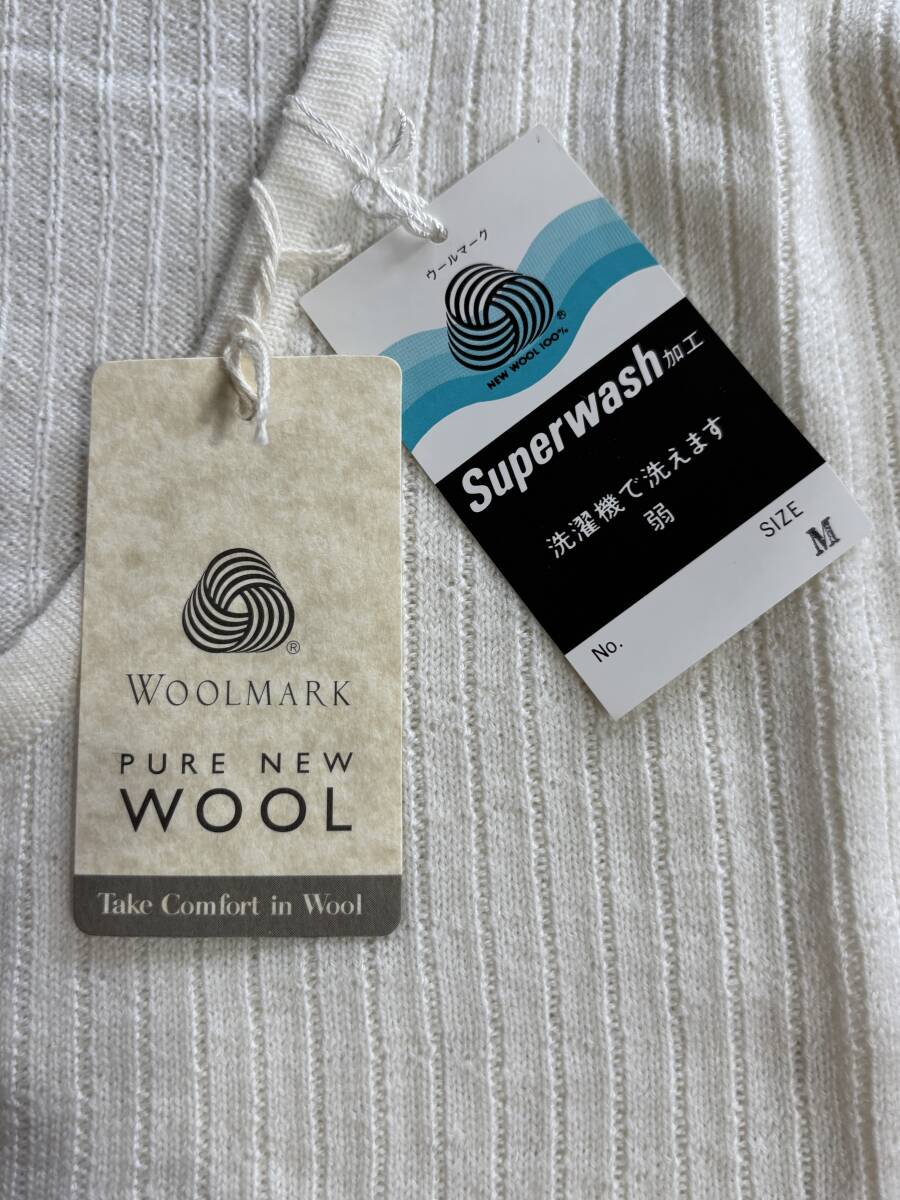 WOOLMARK
PURE NEW
WOOL
Take Comfort in Wool
ウールマーク
NEW WOOL 100%
Superwash加工
洗濯機で洗えます
弱
SIZE
M
No.